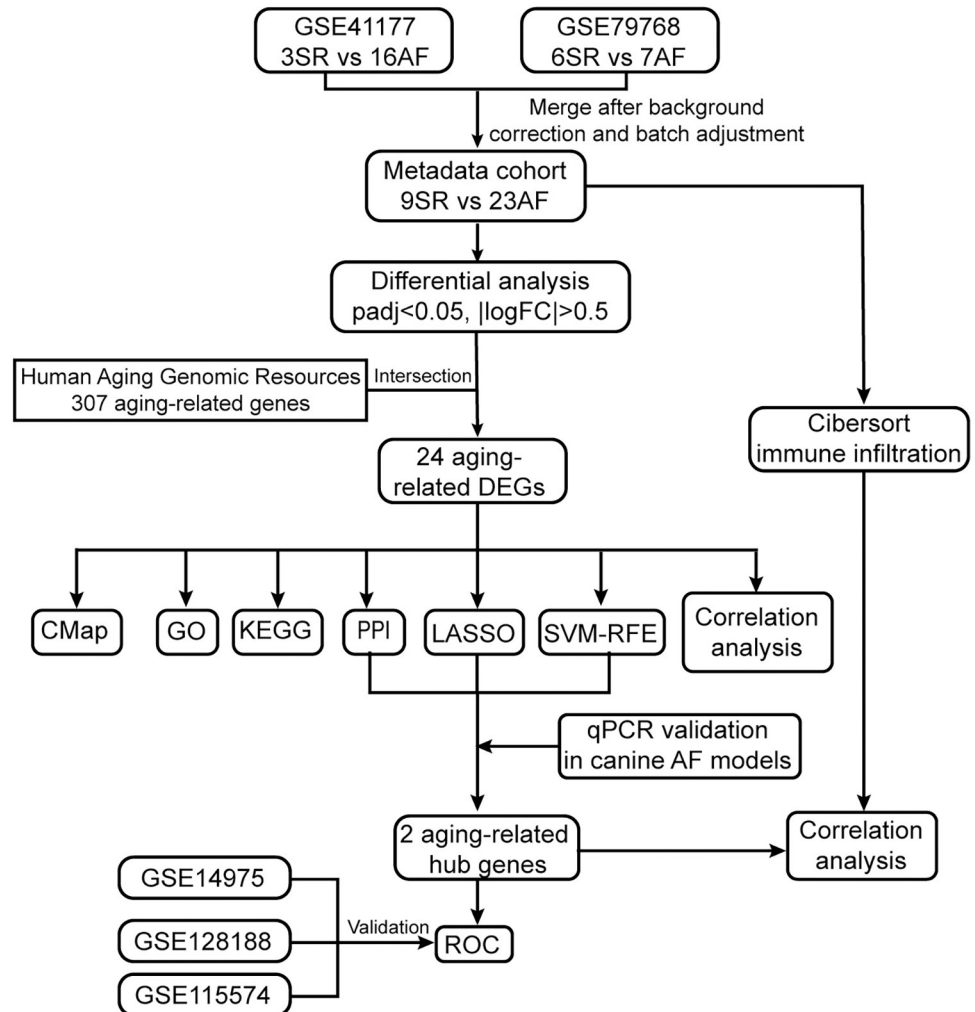 GSE41177
3SR vs 16AF
GSE79768
6SR vs 7AF
Merge after background
correction and batch adjustment
Metadata cohort
9SR vs 23AF
Differential analysis
padj<0.05, |logFC|>0.5
Human Aging Genomic Resources
307 aging-related genes
Intersection
Cibersort
immune infiltration
24 aging-
related DEGs
CMap
GO
KEGG
PPI
LASSO
SVM-RFE
Correlation
analysis
qPCR validation
in canine AF models
2 aging-related
hub genes
Correlation
analysis
GSE14975
GSE128188
GSE115574
Validation
ROC